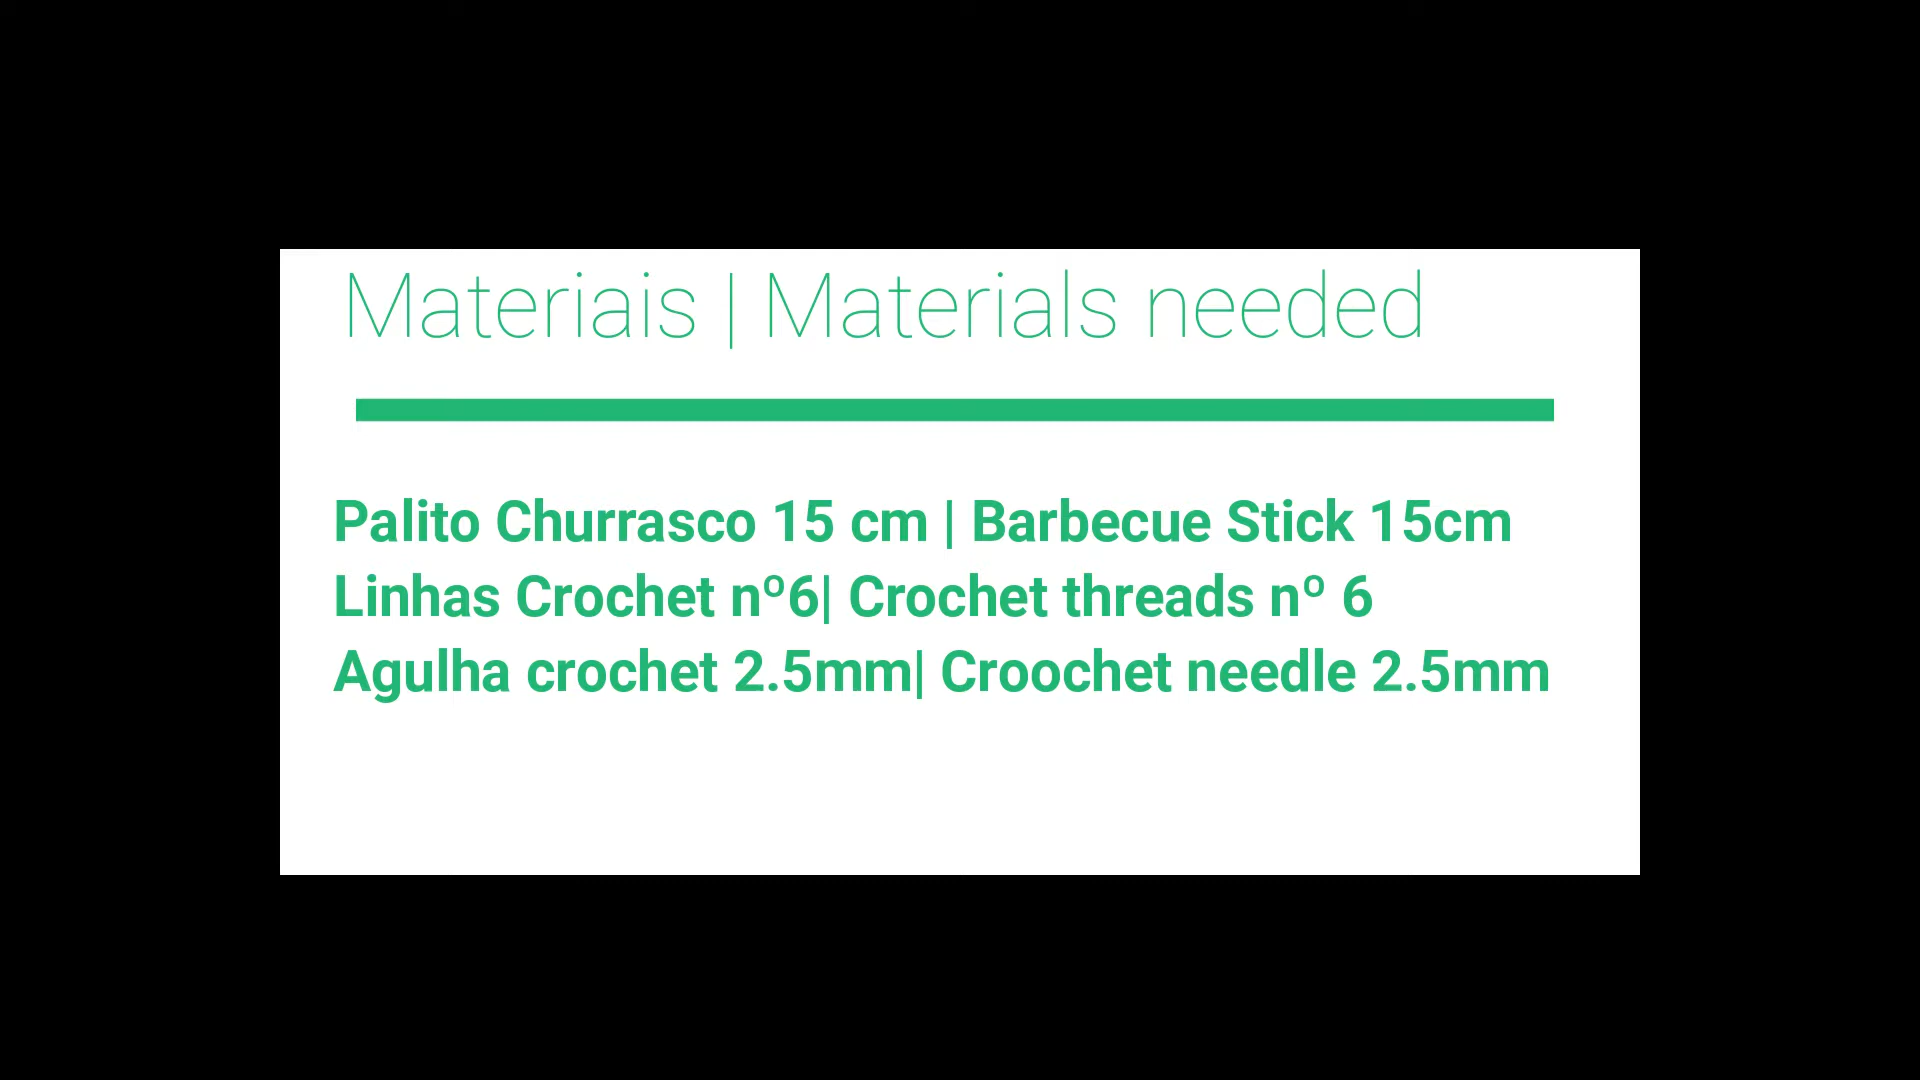 Materiais | Materials needed
Palito Churrasco 15 cm | Barbecue Stick 15cm
Linhas Crochet nº6| Crochet threads nº 6
Agulha crochet 2.5mm| Croochet needle 2.5mm